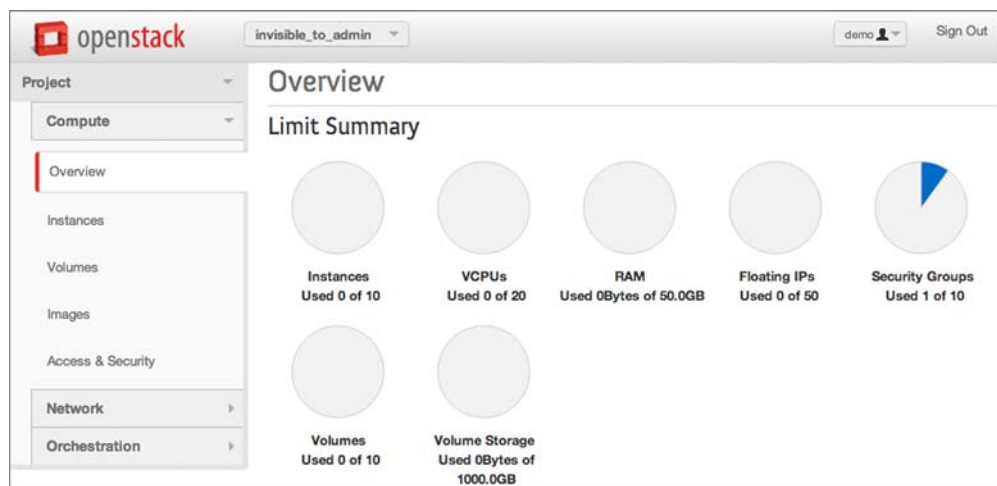 openstack
invisible_to_admin
demo
Sign Out
Project
Compute
Overview
Instances
Volumes
Images
Access & Security
Network
Orchestration
Overview
Limit Summary
Instances
Used 0 of 10
VCPUs
Used 0 of 20
RAM
Used 0Bytes of 50.0GB
Floating IPs
Used 0 of 50
Security Groups
Used 1 of 10
Volumes
Used 0 of 10
Volume Storage
Used 0Bytes of
1000.0GB